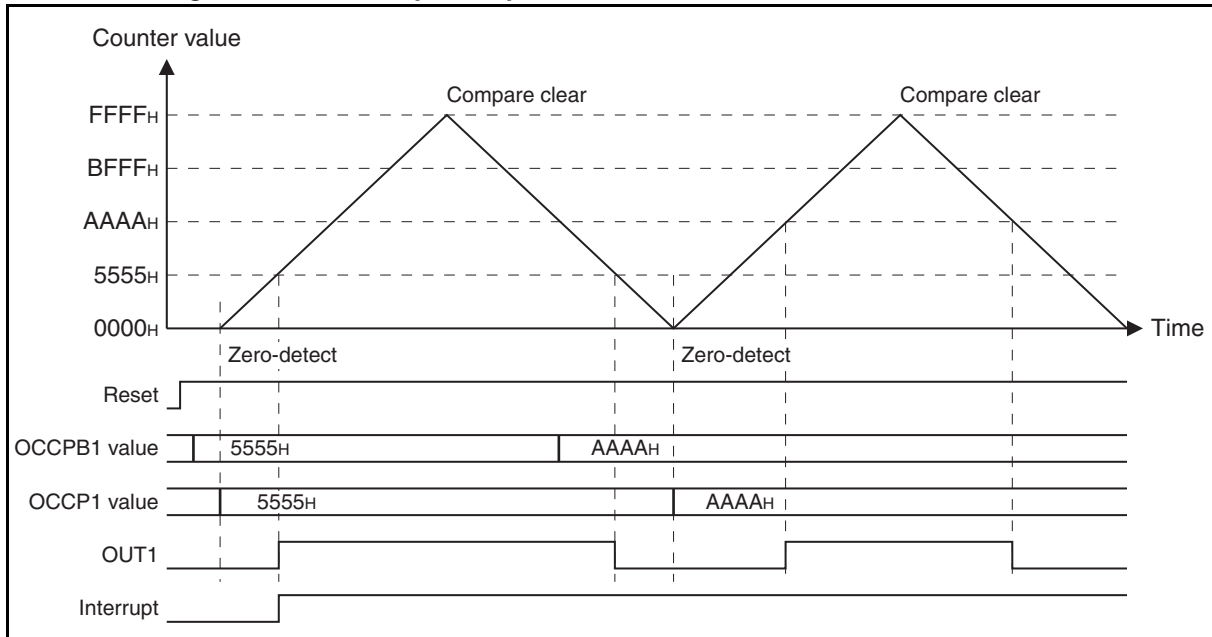 Counter value
Compare clear Compare clear
FFFFH
BFFFH
AAAAH
5555H
0000H
Time
Zero-detect Zero-detect
Reset
OCCPB1 value 5555H AAAAH
OCCP1 value 5555H AAAAH
OUT1
Interrupt